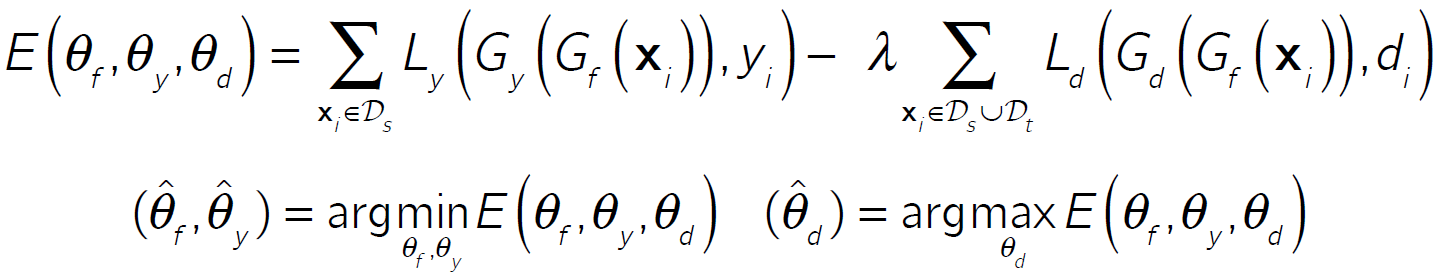 E(θ_f, θ_y, θ_d) = ∑_{x_i ∈ 𝒟_s} L_y(G_y(G_f(x_i)), y_i) − λ ∑_{x_i ∈ 𝒟_s ∪ 𝒟_t} L_d(G_d(G_f(x_i)), d_i)
(θ̂_f, θ̂_y) = argmin_{θ_f, θ_y} E(θ_f, θ_y, θ_d) (θ̂_d) = argmax_{θ_d} E(θ_f, θ_y, θ_d)